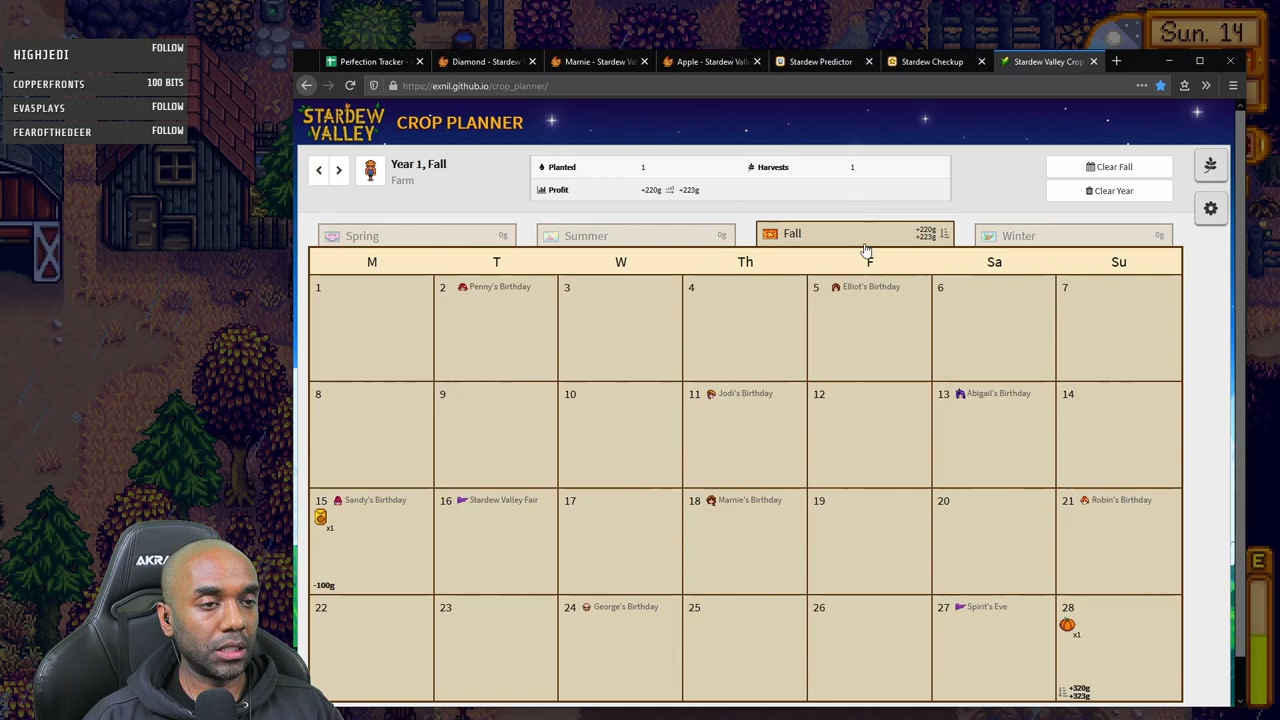 HIGHJEDI FOLLOW
COPPERFRONTS 100 BITS
EVASPLAYS FOLLOW
FEAROFTHEDEER FOLLOW
Sun. 14
Perfection Tracker -
Diamond - Stardew V
Marnie - Stardew Val
Apple - Stardew Valle
Stardew Predictor
Stardew Checkup
Stardew Valley Crop
https://exnil.github.io/crop_planner/
STARDEW VALLEY
CROP PLANNER
Year 1, Fall
Farm
Planted 1
Harvests 1
Profit +220g +223g
Clear Fall
Clear Year
Spring 0g
Summer 0g
Fall +220g
+223g
Winter 0g
M T W Th F Sa Su
1
2 Penny's Birthday
3
4
5 Elliot's Birthday
6
7
8
9
10
11 Jodi's Birthday
12
13 Abigail's Birthday
14
15 Sandy's Birthday
x1
-100g
16 Stardew Valley Fair
17
18 Marnie's Birthday
19
20
21 Robin's Birthday
22
23
24 George's Birthday
25
26
27 Spirit's Eve
28
x1
+320g
+323g
AKRA
E